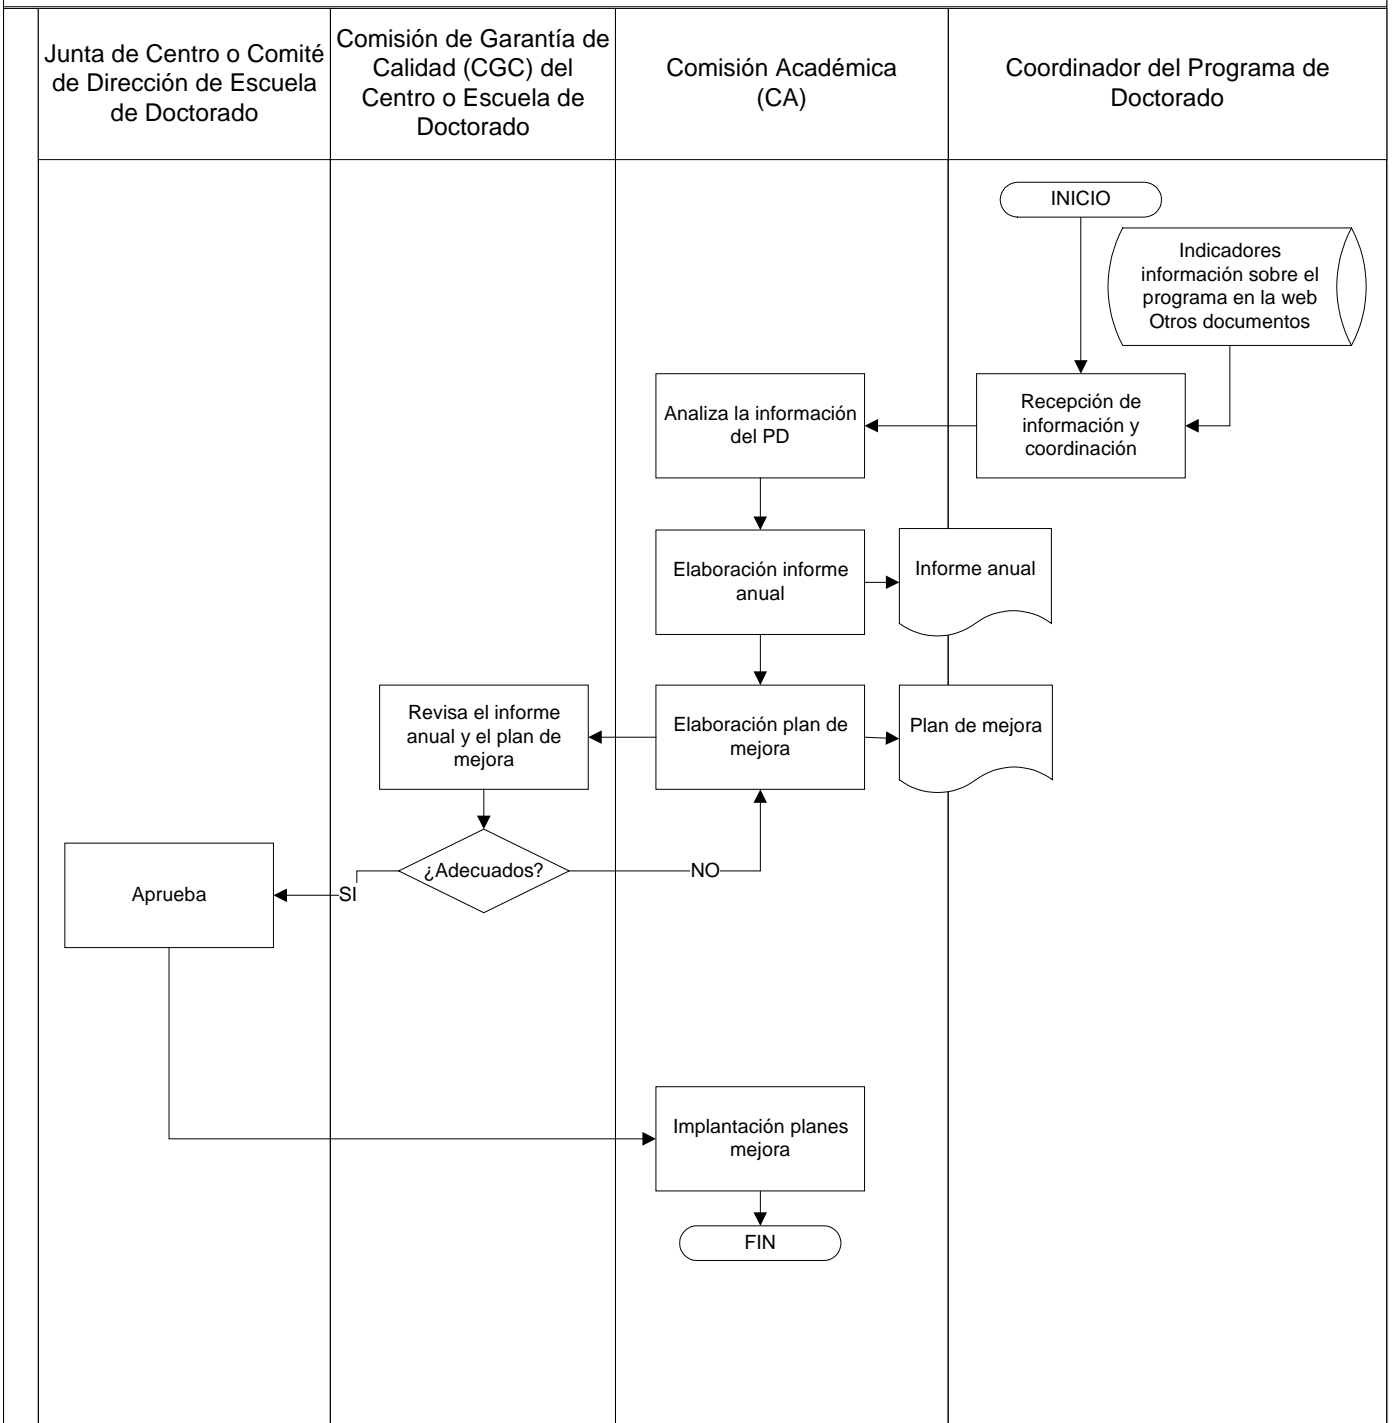 Junta de Centro o Comité
de Dirección de Escuela
de Doctorado
Comisión de Garantía de
Calidad (CGC) del
Centro o Escuela de
Doctorado
Comisión Académica
(CA)
Coordinador del Programa de
Doctorado
INICIO
Indicadores
información sobre el
programa en la web
Otros documentos
Recepción de
información y
coordinación
Analiza la información
del PD
Elaboración informe
anual
Informe anual
Elaboración plan de
mejora
Plan de mejora
Revisa el informe
anual y el plan de
mejora
¿Adecuados?
NO
SI
Aprueba
Implantación planes
mejora
FIN